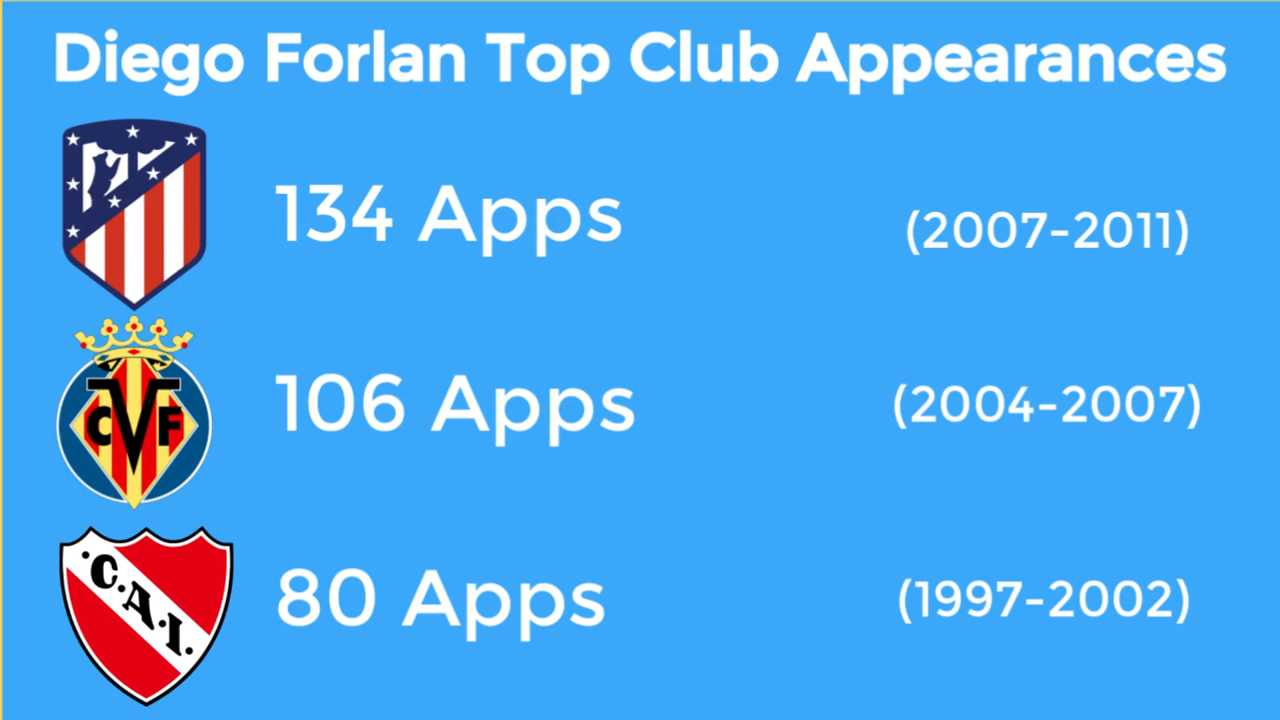 Diego Forlan Top Club Appearances
134 Apps (2007-2011)
CVF
106 Apps (2004-2007)
·C.A.I.
80 Apps (1997-2002)